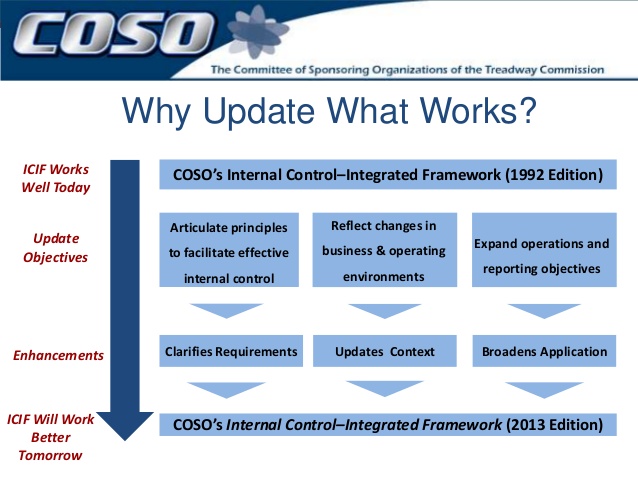 COSO
The Committee of Sponsoring Organizations of the Treadway Commission
Why Update What Works?
ICIF Works
Well Today
COSO's Internal Control–Integrated Framework (1992 Edition)
Update
Objectives
Articulate principles
to facilitate effective
internal control
Reflect changes in
business & operating
environments
Expand operations and
reporting objectives
Enhancements
Clarifies Requirements
Updates Context
Broadens Application
ICIF Will Work
Better
Tomorrow
COSO's Internal Control–Integrated Framework (2013 Edition)